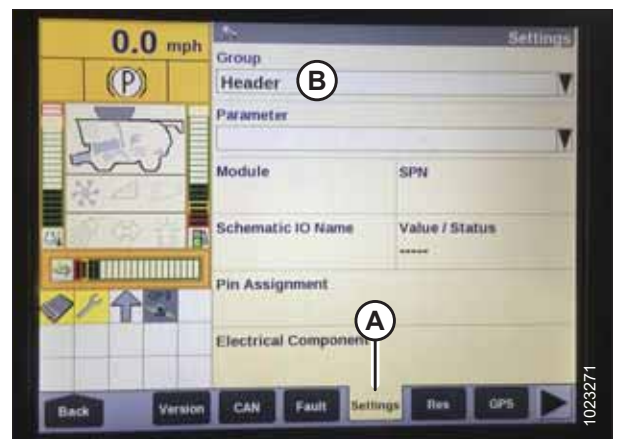 0.0 mph
Settings
Group
Header
B
(P)
Parameter
Module SPN
Schematic IO Name Value / Status
-----
Pin Assignment
A
Electrical Component
Back Version CAN Fault Settings Res GPS
1023271